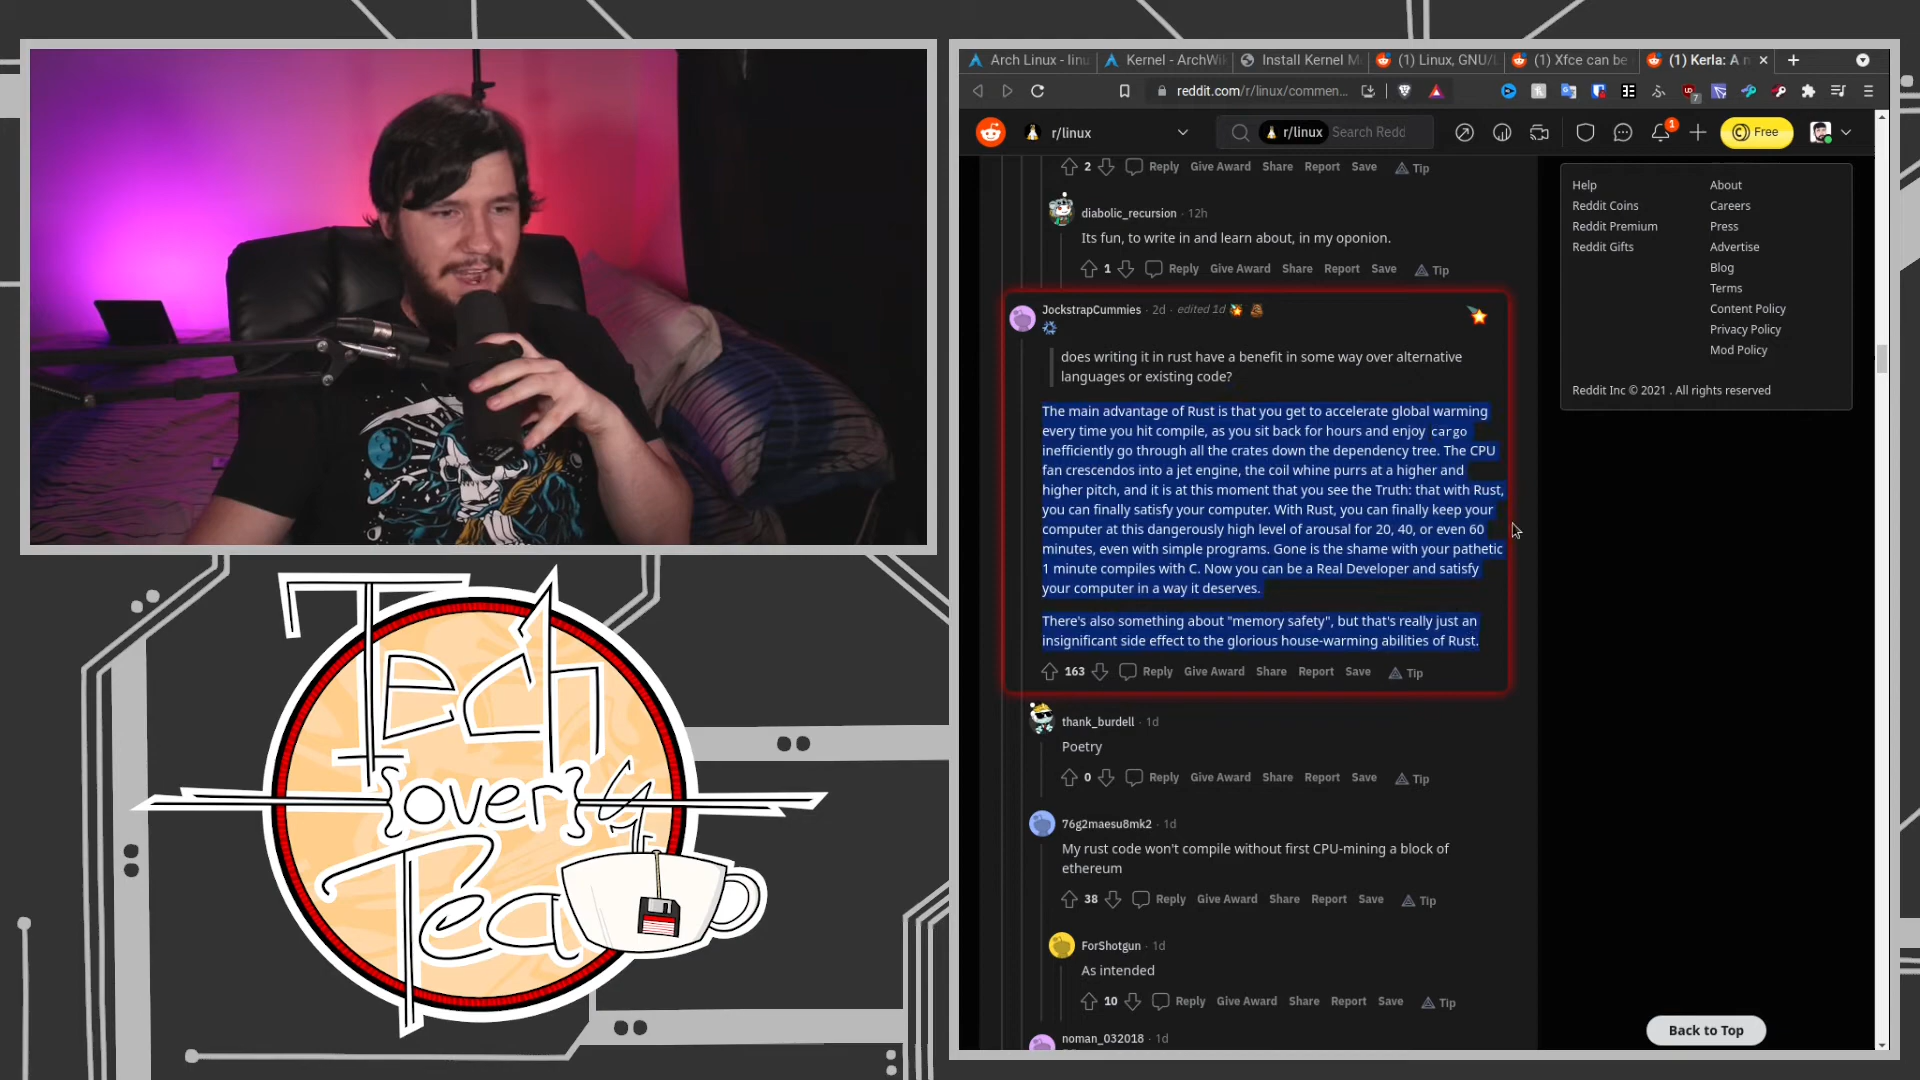 Arch Linux - linu
Kernel - ArchWik
Install Kernel M
(1) Linux, GNU/L
(1) Xfce can be
(1) Kerla: A n
reddit.com/r/linux/commen...
7
r/linux
r/linux Search Redd
1
Free
2 Reply Give Award Share Report Save Tip
diabolic_recursion · 12h
Its fun, to write in and learn about, in my oponion.
1 Reply Give Award Share Report Save Tip
JockstrapCummies · 2d · edited 1d
does writing it in rust have a benefit in some way over alternative
languages or existing code?
The main advantage of Rust is that you get to accelerate global warming
every time you hit compile, as you sit back for hours and enjoy cargo
inefficiently go through all the crates down the dependency tree. The CPU
fan crescendos into a jet engine, the coil whine purrs at a higher and
higher pitch, and it is at this moment that you see the Truth: that with Rust,
you can finally satisfy your computer. With Rust, you can finally keep your
computer at this dangerously high level of arousal for 20, 40, or even 60
minutes, even with simple programs. Gone is the shame with your pathetic
1 minute compiles with C. Now you can be a Real Developer and satisfy
your computer in a way it deserves.
There's also something about "memory safety", but that's really just an
insignificant side effect to the glorious house-warming abilities of Rust.
163 Reply Give Award Share Report Save Tip
thank_burdell · 1d
Poetry
0 Reply Give Award Share Report Save Tip
76g2maesu8mk2 · 1d
My rust code won't compile without first CPU-mining a block of
ethereum
38 Reply Give Award Share Report Save Tip
ForShotgun · 1d
As intended
10 Reply Give Award Share Report Save Tip
noman_032018 · 1d
Help
Reddit Coins
Reddit Premium
Reddit Gifts
About
Careers
Press
Advertise
Blog
Terms
Content Policy
Privacy Policy
Mod Policy
Reddit Inc © 2021 . All rights reserved
Back to Top
Tech
{over}
Tea